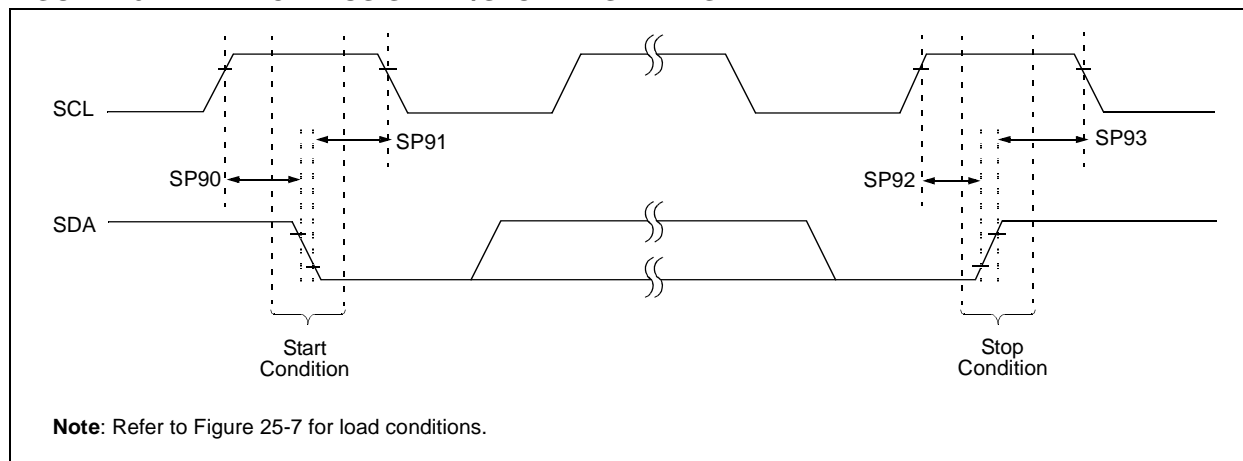 SCL
SP91
SP93
SP90
SP92
SDA
Start
Condition
Stop
Condition
Note: Refer to Figure 25-7 for load conditions.